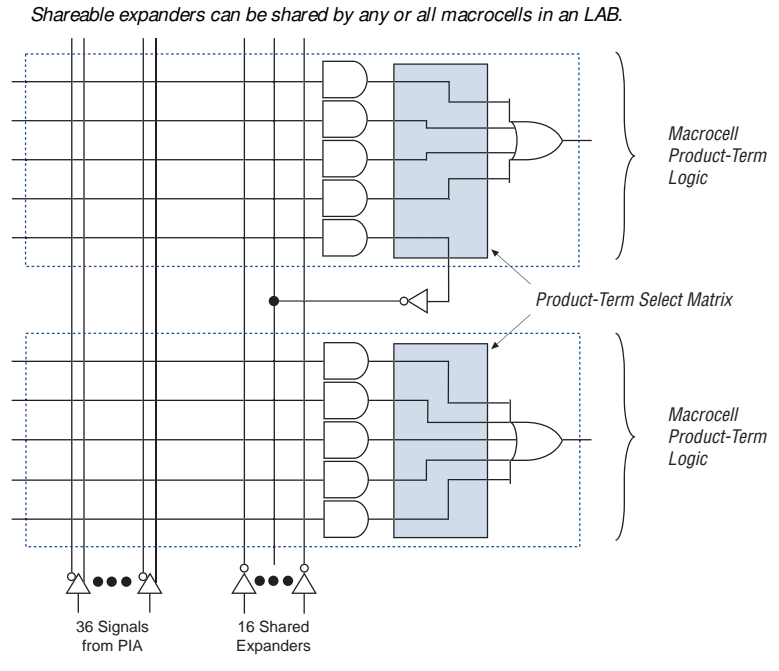 Shareable expanders can be shared by any or all macrocells in an LAB.
Macrocell
Product-Term
Logic
Product-Term Select Matrix
Macrocell
Product-Term
Logic
36 Signals
from PIA
16 Shared
Expanders